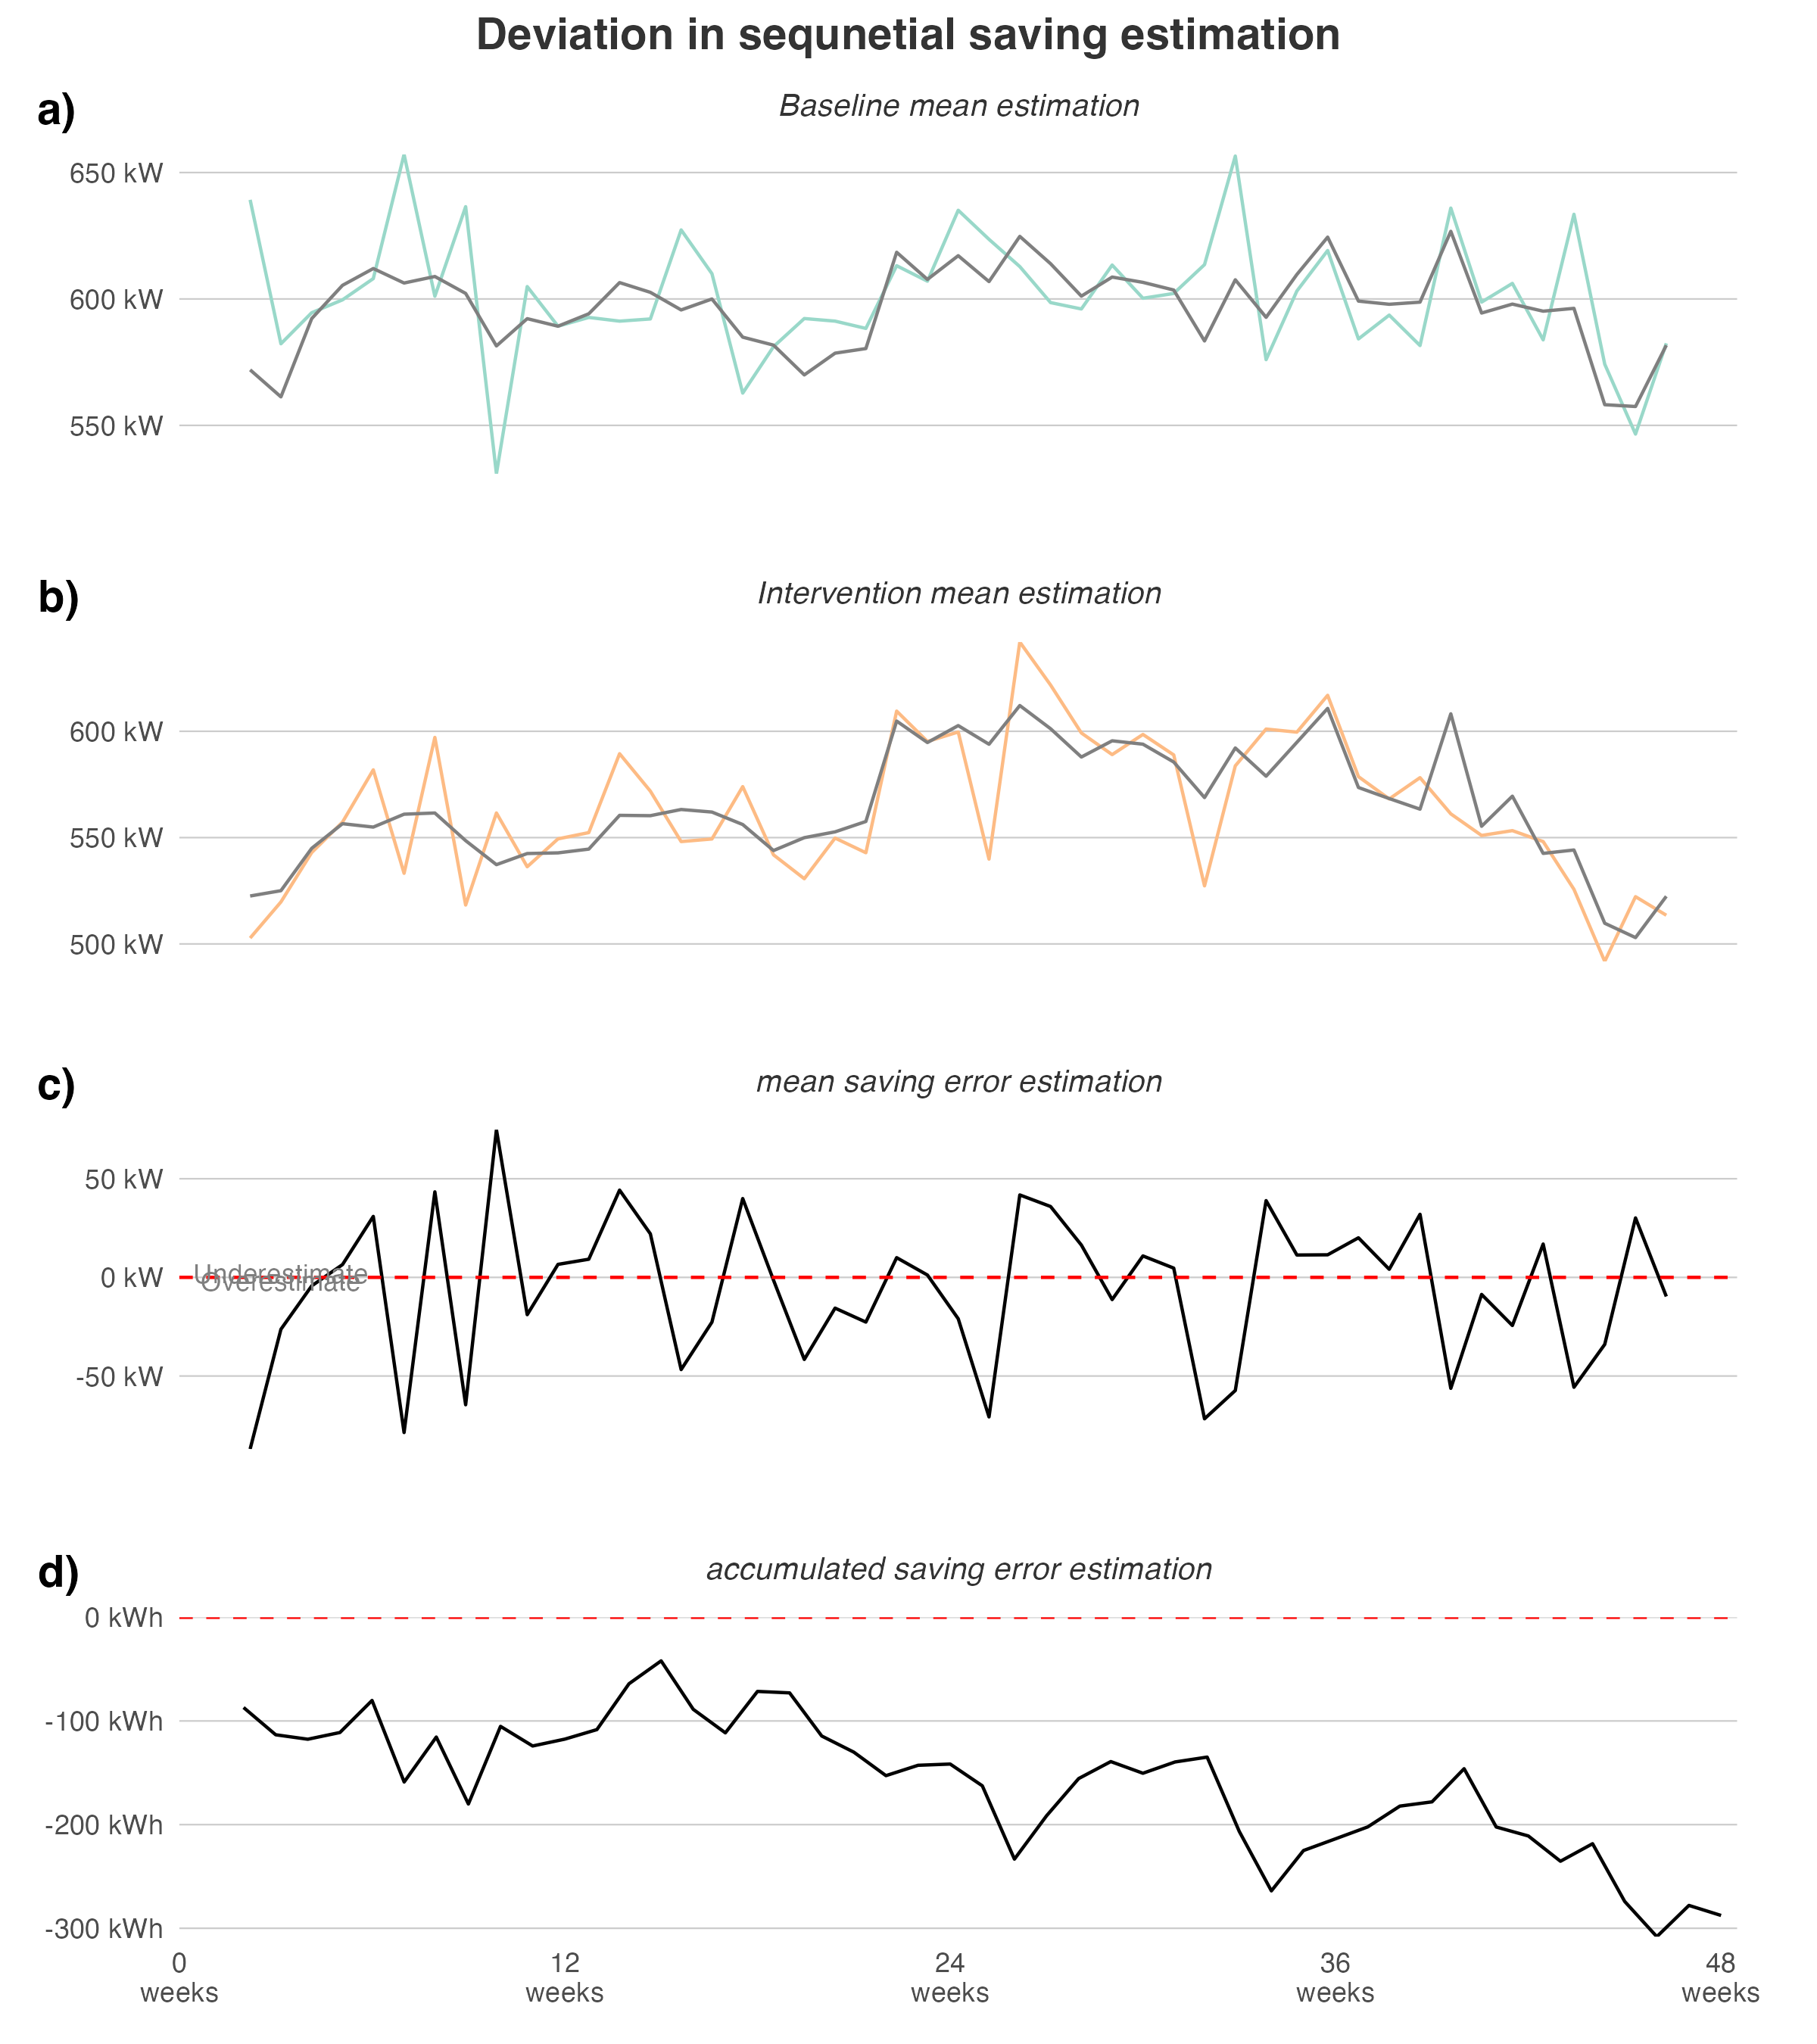 Deviation in sequnetial saving estimation
a)
Baseline mean estimation
650 kW
600 kW
550 kW
b)
Intervention mean estimation
600 kW
550 kW
500 kW
c)
mean saving error estimation
50 kW
Underestimate
0 kW
Overestimate
-50 kW
d)
accumulated saving error estimation
0 kWh
-100 kWh
-200 kWh
-300 kWh
0 12 24 36 48
weeks weeks weeks weeks weeks